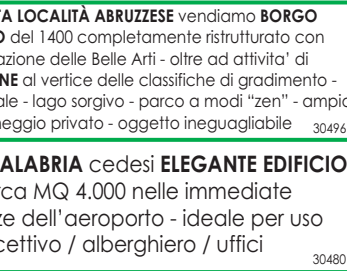 TA LOCALITÀ ABRUZZESE vendiamo BORGO
O del 1400 completamente ristrutturato con
azione delle Belle Arti - oltre ad attivita' di
NE al vertice delle classifiche di gradimento -
ale - lago sorgivo - parco a modi “zen” - ampio
heggio privato - oggetto ineguagliabile 30496
ALABRIA cedesi ELEGANTE EDIFICIO
rca MQ 4.000 nelle immediate
ze dell’aeroporto - ideale per uso
cettivo / alberghiero / uffici
30480